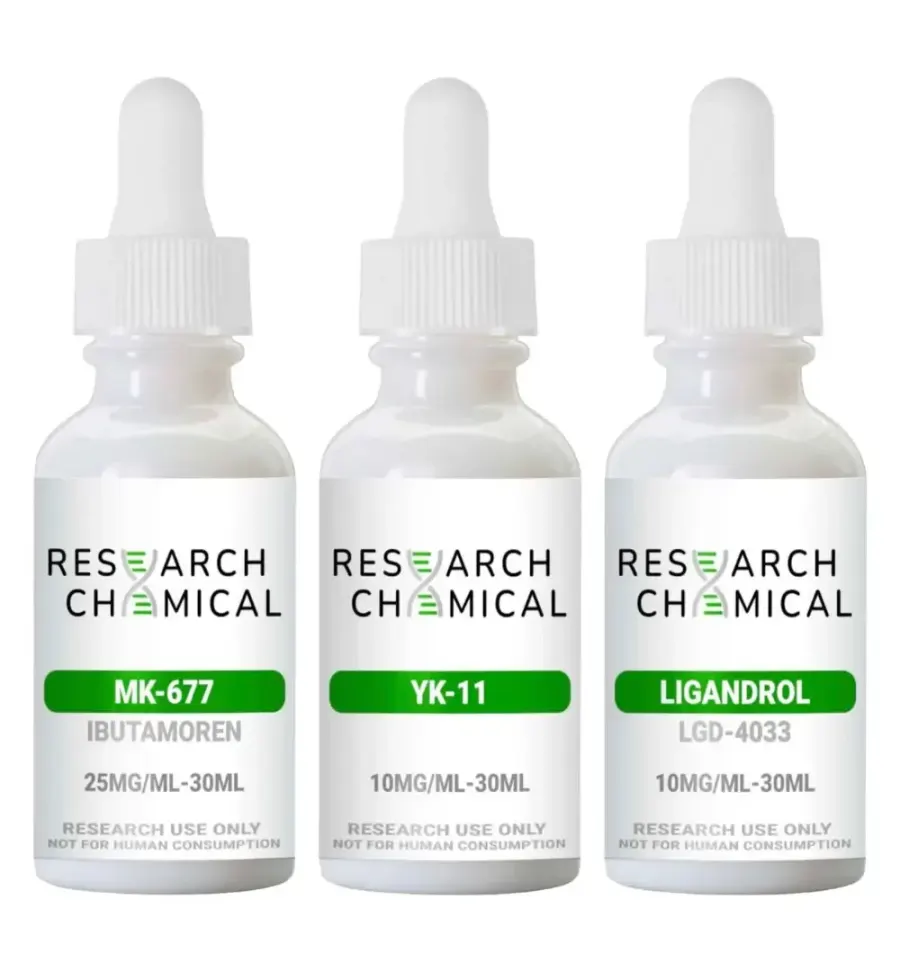 RESEARCH
CHEMICAL
MK-677
IBUTAMOREN
25MG/ML-30ML
RESEARCH USE ONLY
NOT FOR HUMAN CONSUMPTION
RESEARCH
CHEMICAL
YK-11
10MG/ML-30ML
RESEARCH USE ONLY
NOT FOR HUMAN CONSUMPTION
RESEARCH
CHEMICAL
LIGANDROL
LGD-4033
10MG/ML-30ML
RESEARCH USE ONLY
NOT FOR HUMAN CONSUMPTION